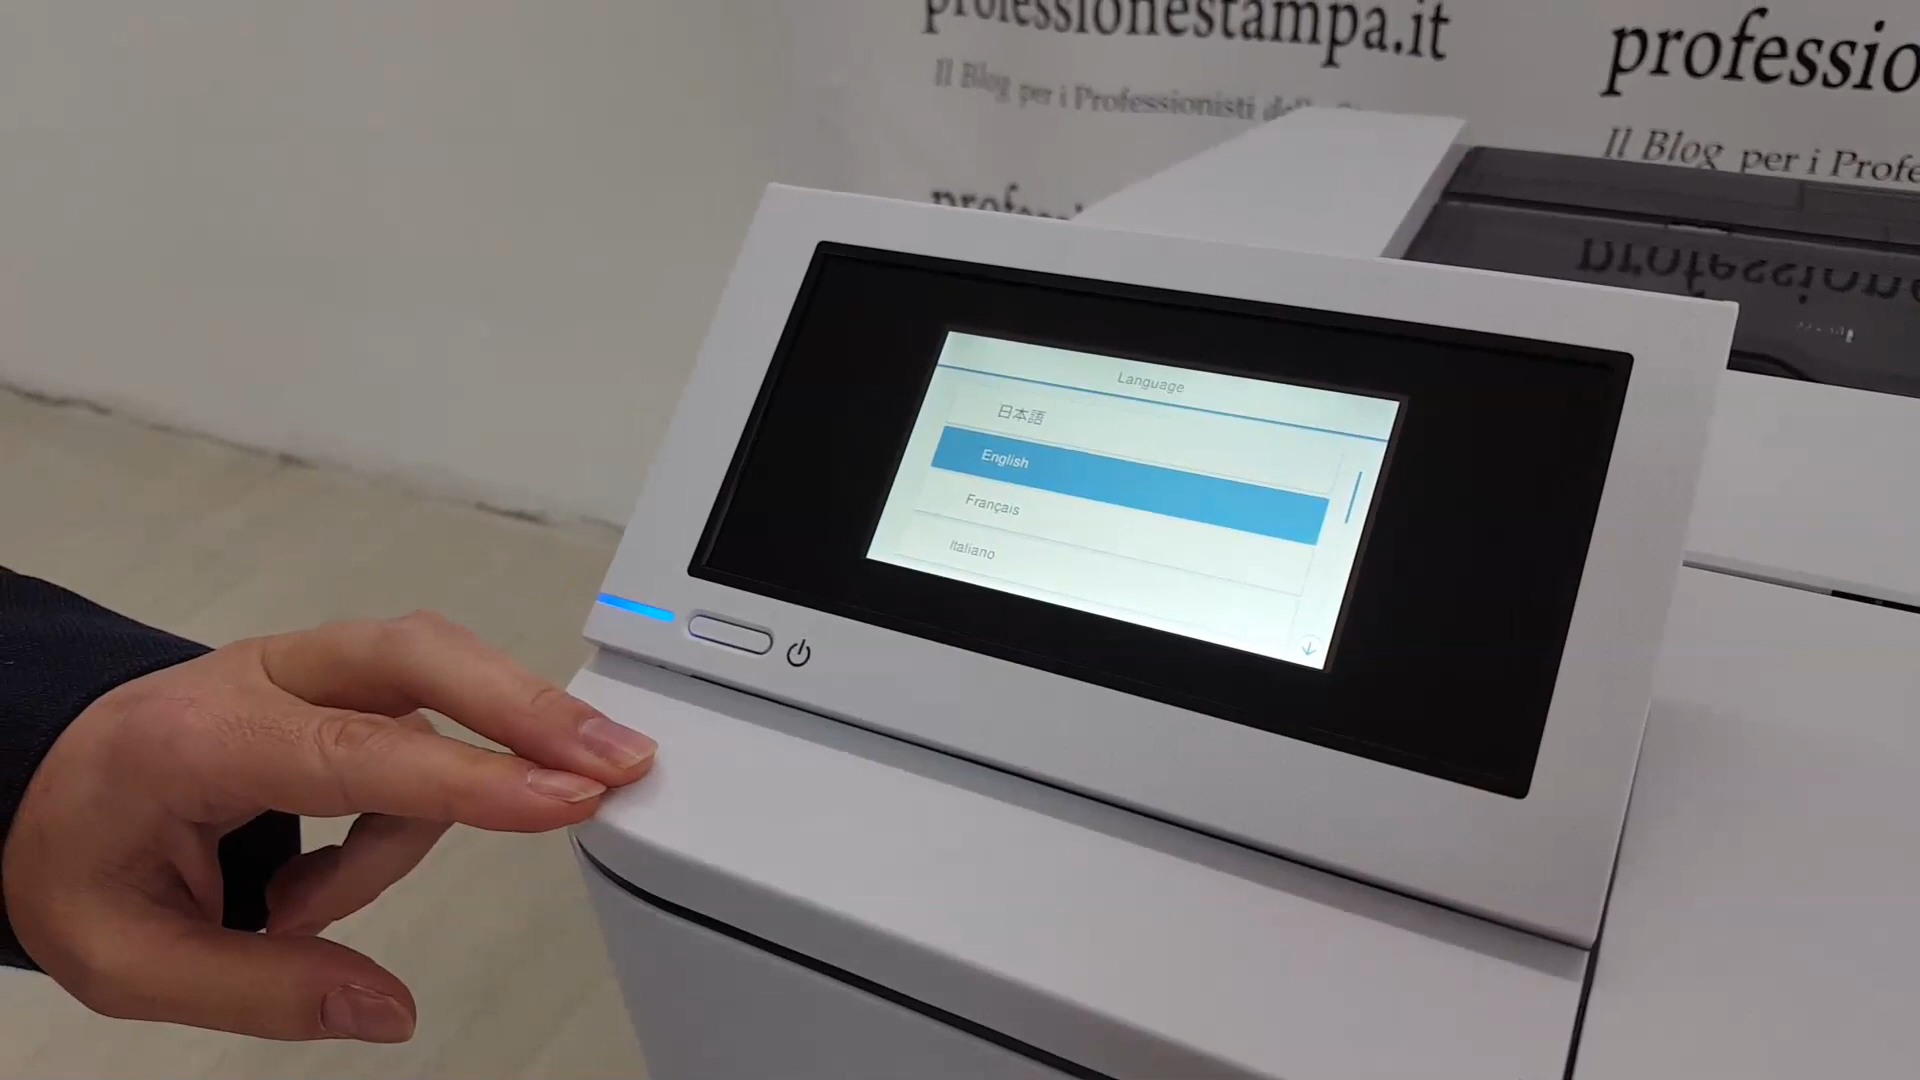 professionestampa.it
Il Blog per i Professionisti
professio
Il Blog per i Profe
Language
日本語
English
Français
Italiano